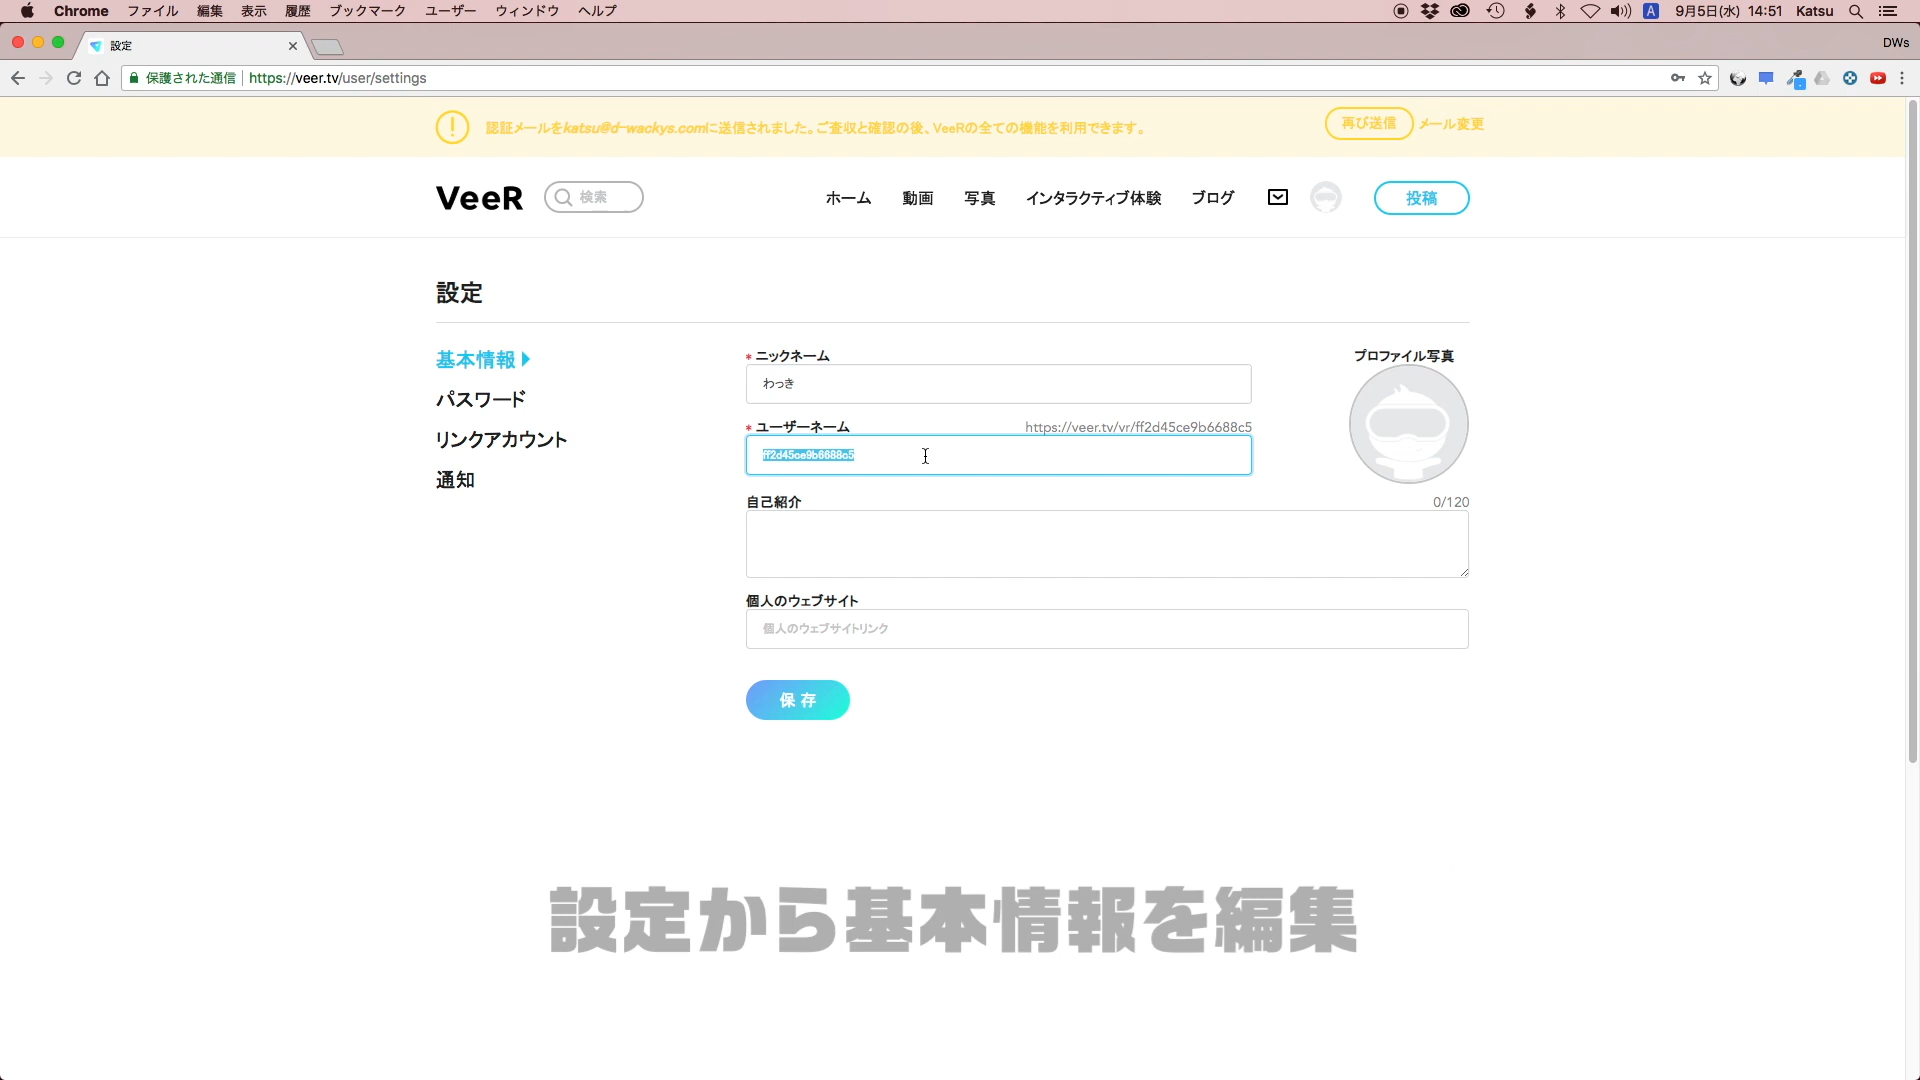 Chrome ファイル 編集 表示 履歴 ブックマーク ユーザー ウィンドウ ヘルプ A 9月5日(水) 14:51 Katsu
設定 DWs
保護された通信 https://veer.tv/user/settings
認証メールをkatsu@d-wackys.comに送信されました。ご査収と確認の後、VeeRの全ての機能を利用できます。 再び送信 メール変更
VeeR 検索 ホーム 動画 写真 インタラクティブ体験 ブログ 投稿
設定
基本情報
パスワード
リンクアカウント
通知
* ニックネーム
わっき
* ユーザーネーム https://veer.tv/vr/ff2d45ce9b6688c5
ff2d45ce9b6688c5
自己紹介 0/120
個人のウェブサイト
個人のウェブサイトリンク
保存
プロファイル写真
設定から基本情報を編集